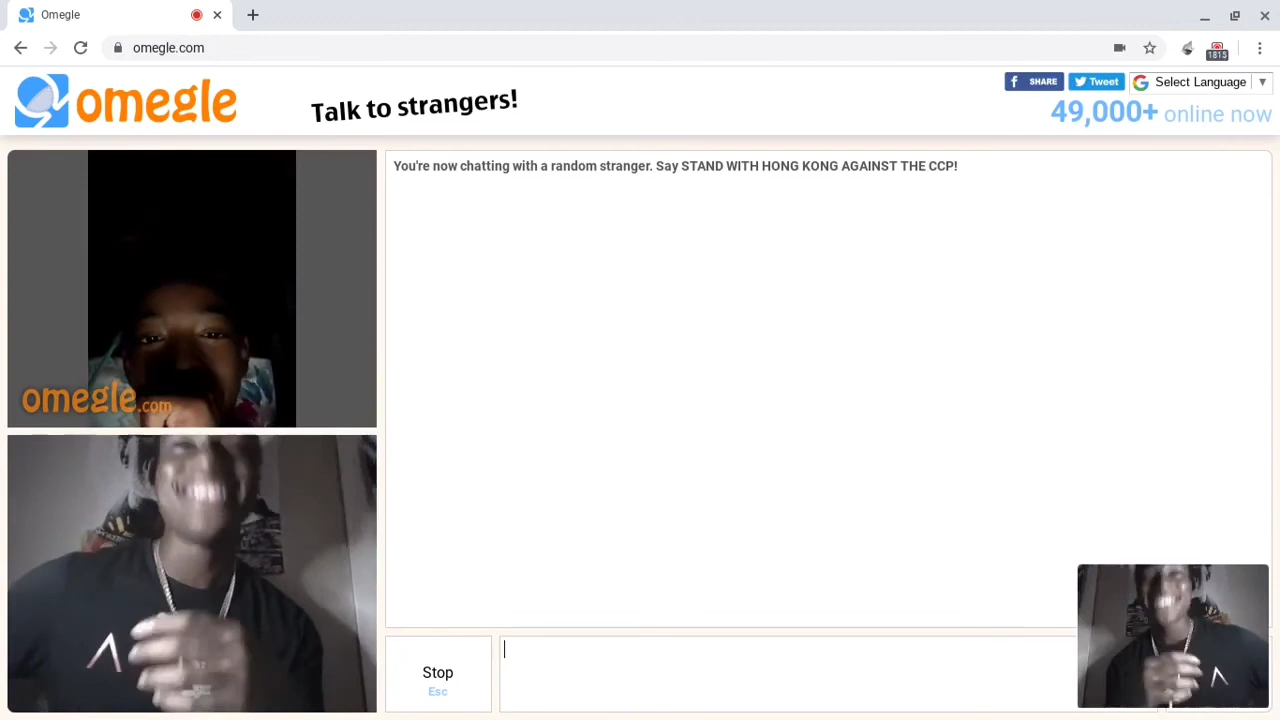 Omegle
omegle.com
1815
omegle
Talk to strangers!
SHARE
Tweet
Select Language
49,000+ online now
You're now chatting with a random stranger. Say STAND WITH HONG KONG AGAINST THE CCP!
omegle.com
Stop
Esc